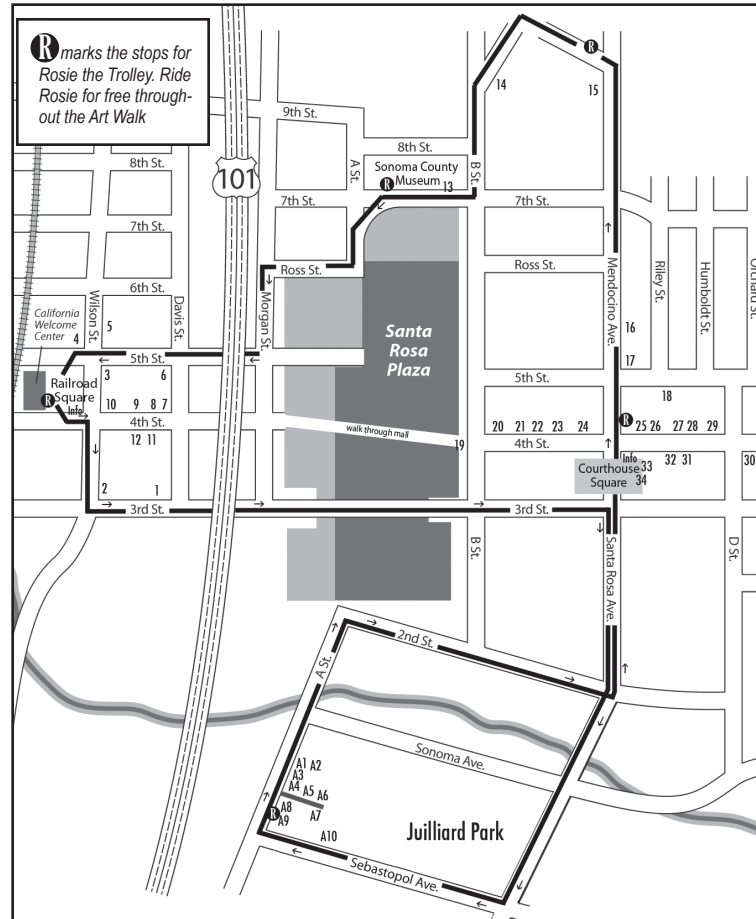 R marks the stops for
Rosie the Trolley. Ride
Rosie for free through-
out the Art Walk
9th St.
8th St.
8th St.
101
A St.
Sonoma County
Museum 13
R
B St.
14
15
R
7th St.
7th St.
7th St.
Ross St.
Ross St.
6th St.
Morgan St.
Mendocino Ave.
Riley St.
Humboldt St.
Orchard St.
California
Welcome
Center
4
Wilson St.
5
Davis St.
Santa
Rosa
Plaza
16
17
5th St.
5th St.
Railroad
Square
R
Info
3
6
10 9 8 7
18
R
25 26 27 28 29
20 21 22 23 24
walk through mall
4th St.
4th St.
12 11
19
Info
33
32 31
30
Courthouse
Square
34
2
1
3rd St.
3rd St.
B St.
Santa Rosa Ave.
D St.
2nd St.
A St.
Sonoma Ave.
A1 A2
A3
A4 A5 A6
A8
A7
R
A9
A10
Juilliard Park
Sebastopol Ave.